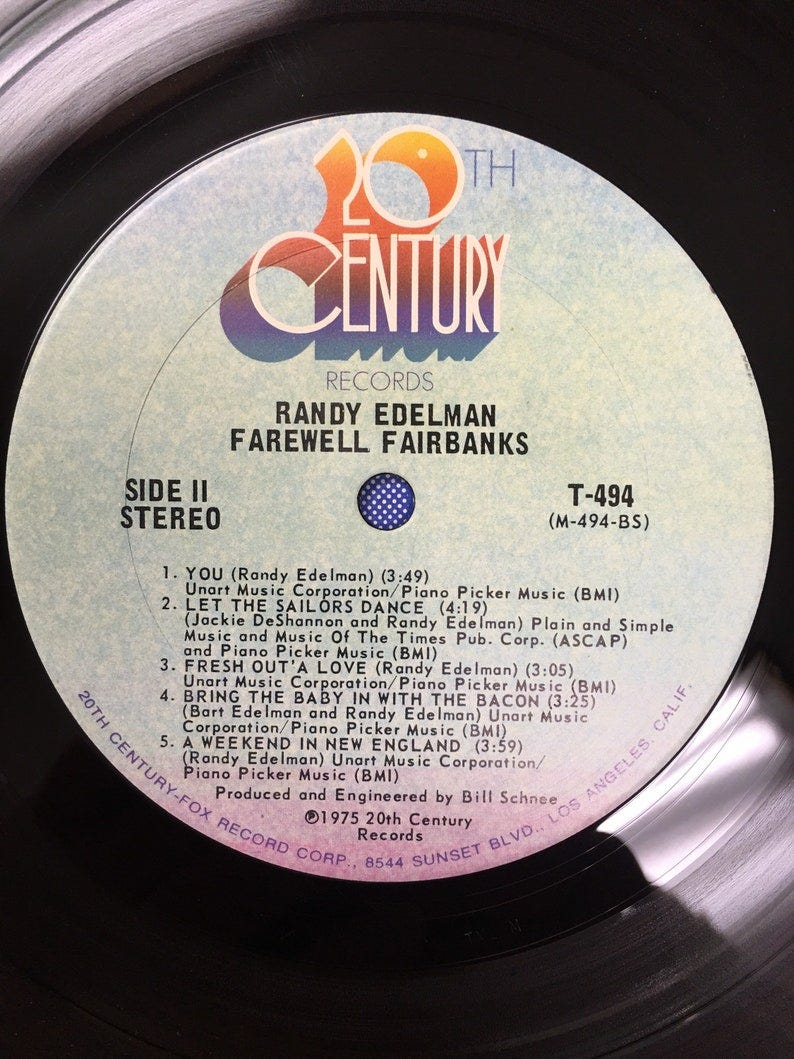 20TH
CENTURY
RECORDS
RANDY EDELMAN
FAREWELL FAIRBANKS
SIDE II
STEREO
T-494
(M-494-BS)
1. YOU (Randy Edelman) (3:49)
Unart Music Corporation/Piano Picker Music (BMI)
2. LET THE SAILORS DANCE (4:19)
(Jackie DeShannon and Randy Edelman) Plain and Simple
Music and Music Of The Times Pub. Corp. (ASCAP)
and Piano Picker Music (BMI)
3. FRESH OUT'A LOVE (Randy Edelman) (3:05)
Unart Music Corporation/Piano Picker Music (BMI)
4. BRING THE BABY IN WITH THE BACON (3:25)
(Bart Edelman and Randy Edelman) Unart Music
Corporation/Piano Picker Music (BMI)
5. A WEEKEND IN NEW ENGLAND (3:59)
(Randy Edelman) Unart Music Corporation/
Piano Picker Music (BMI)
Produced and Engineered by Bill Schnee
℗1975 20th Century
Records
20TH CENTURY-FOX RECORD CORP., 8544 SUNSET BLVD., LOS ANGELES, CALIF.